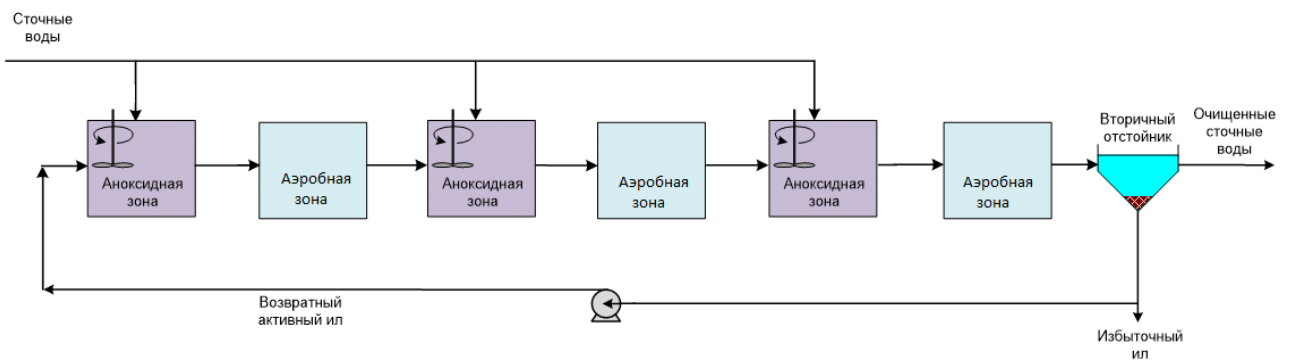 Сточные
воды
Аноксидная
зона
Аэробная
зона
Аноксидная
зона
Аэробная
зона
Аноксидная
зона
Аэробная
зона
Вторичный
отстойник
Очищенные
сточные
воды
Возвратный
активный ил
Избыточный
ил